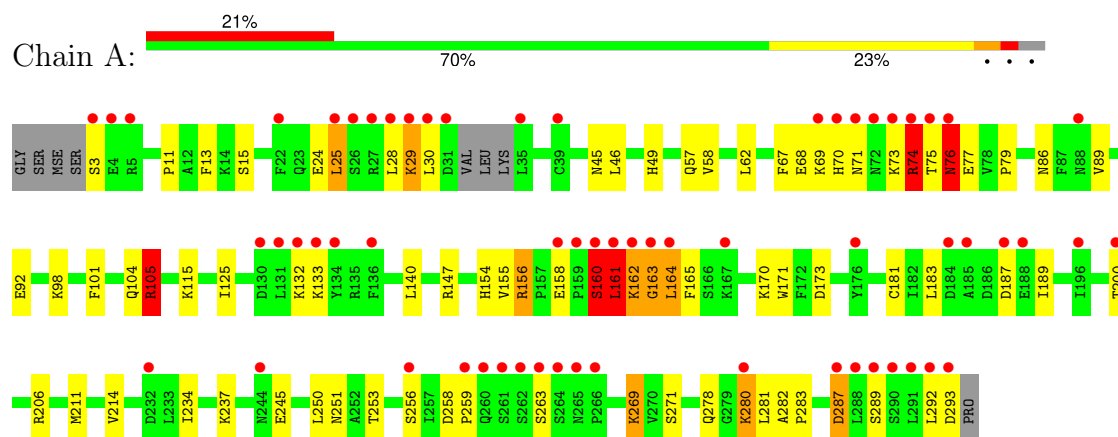 21%
Chain A:
70% 23% • • •
GLY SER MSE SER S3 E4 R5 P11 A12 F13 K14 S15 F22 Q23 E24 L25 S26 R27 L28 K29 L30 D31 VAL LEU LYS L35 C39 N45 L46 H49 Q57 V58 L62 F67 E68 K69 H70 N71 N72 K73 R74 T75 N76 E77 V78 P79 N86 F87 N88 V89
E92 K98 F101 Q104 R105 K115 I125 D130 L131 K132 K133 Y134 R135 F136 L140 R147 H154 V155 R156 P157 E158 P159 S160 L161 K162 G163 L164 F165 S166 K167 K170 W171 F172 D173 Y176 C181 I182 L183 D184 A185 D186 D187 E188 I189 I196
R206 M211 V214 D232 L233 I234 K237 N244 E245 L250 N251 A252 T253 S256 I257 D258 P259 Q260 S261 S262 S263 S264 N265 P266 K269 V270 S271 Q278 G279 K280 L281 A282 P283 D287 L288 S289 S290 L291 L292 D293 PRO